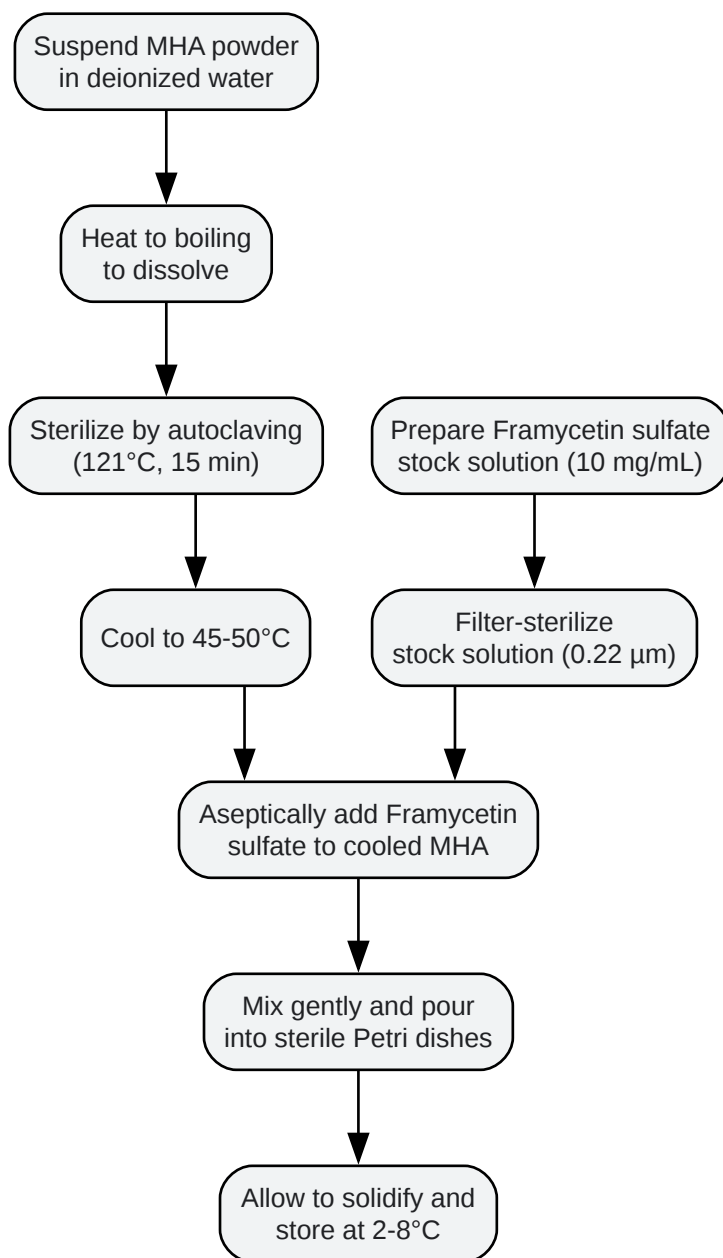 Suspend MHA powder
in deionized water
Heat to boiling
to dissolve
Sterilize by autoclaving
(121°C, 15 min)
Prepare Framycetin sulfate
stock solution (10 mg/mL)
Cool to 45-50°C
Filter-sterilize
stock solution (0.22 µm)
Aseptically add Framycetin
sulfate to cooled MHA
Mix gently and pour
into sterile Petri dishes
Allow to solidify and
store at 2-8°C